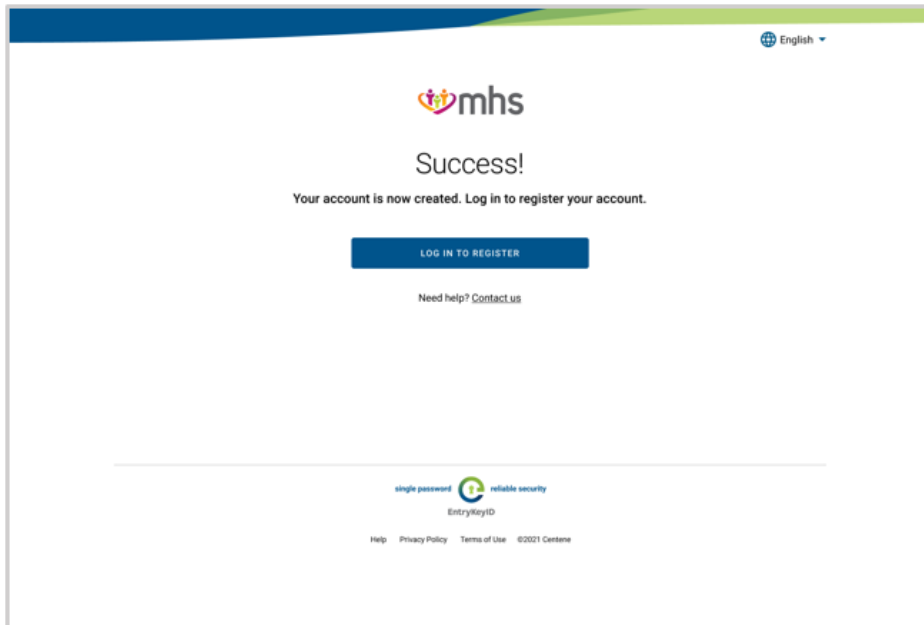 English
mhs
Success!
Your account is now created. Log in to register your account.
LOG IN TO REGISTER
Need help? Contact us
single password reliable security
EntryKeyID
Help Privacy Policy Terms of Use ©2021 Centene